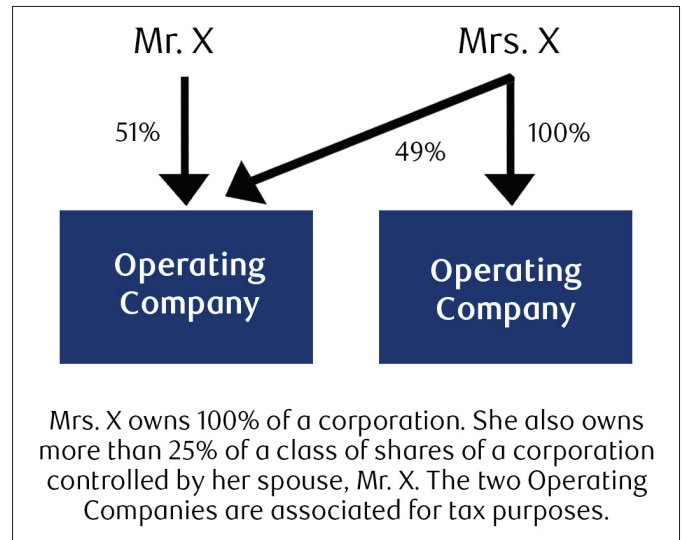 Mr. X
Mrs. X
51%
49%
100%
Operating
Company
Operating
Company
Mrs. X owns 100% of a corporation. She also owns
more than 25% of a class of shares of a corporation
controlled by her spouse, Mr. X. The two Operating
Companies are associated for tax purposes.